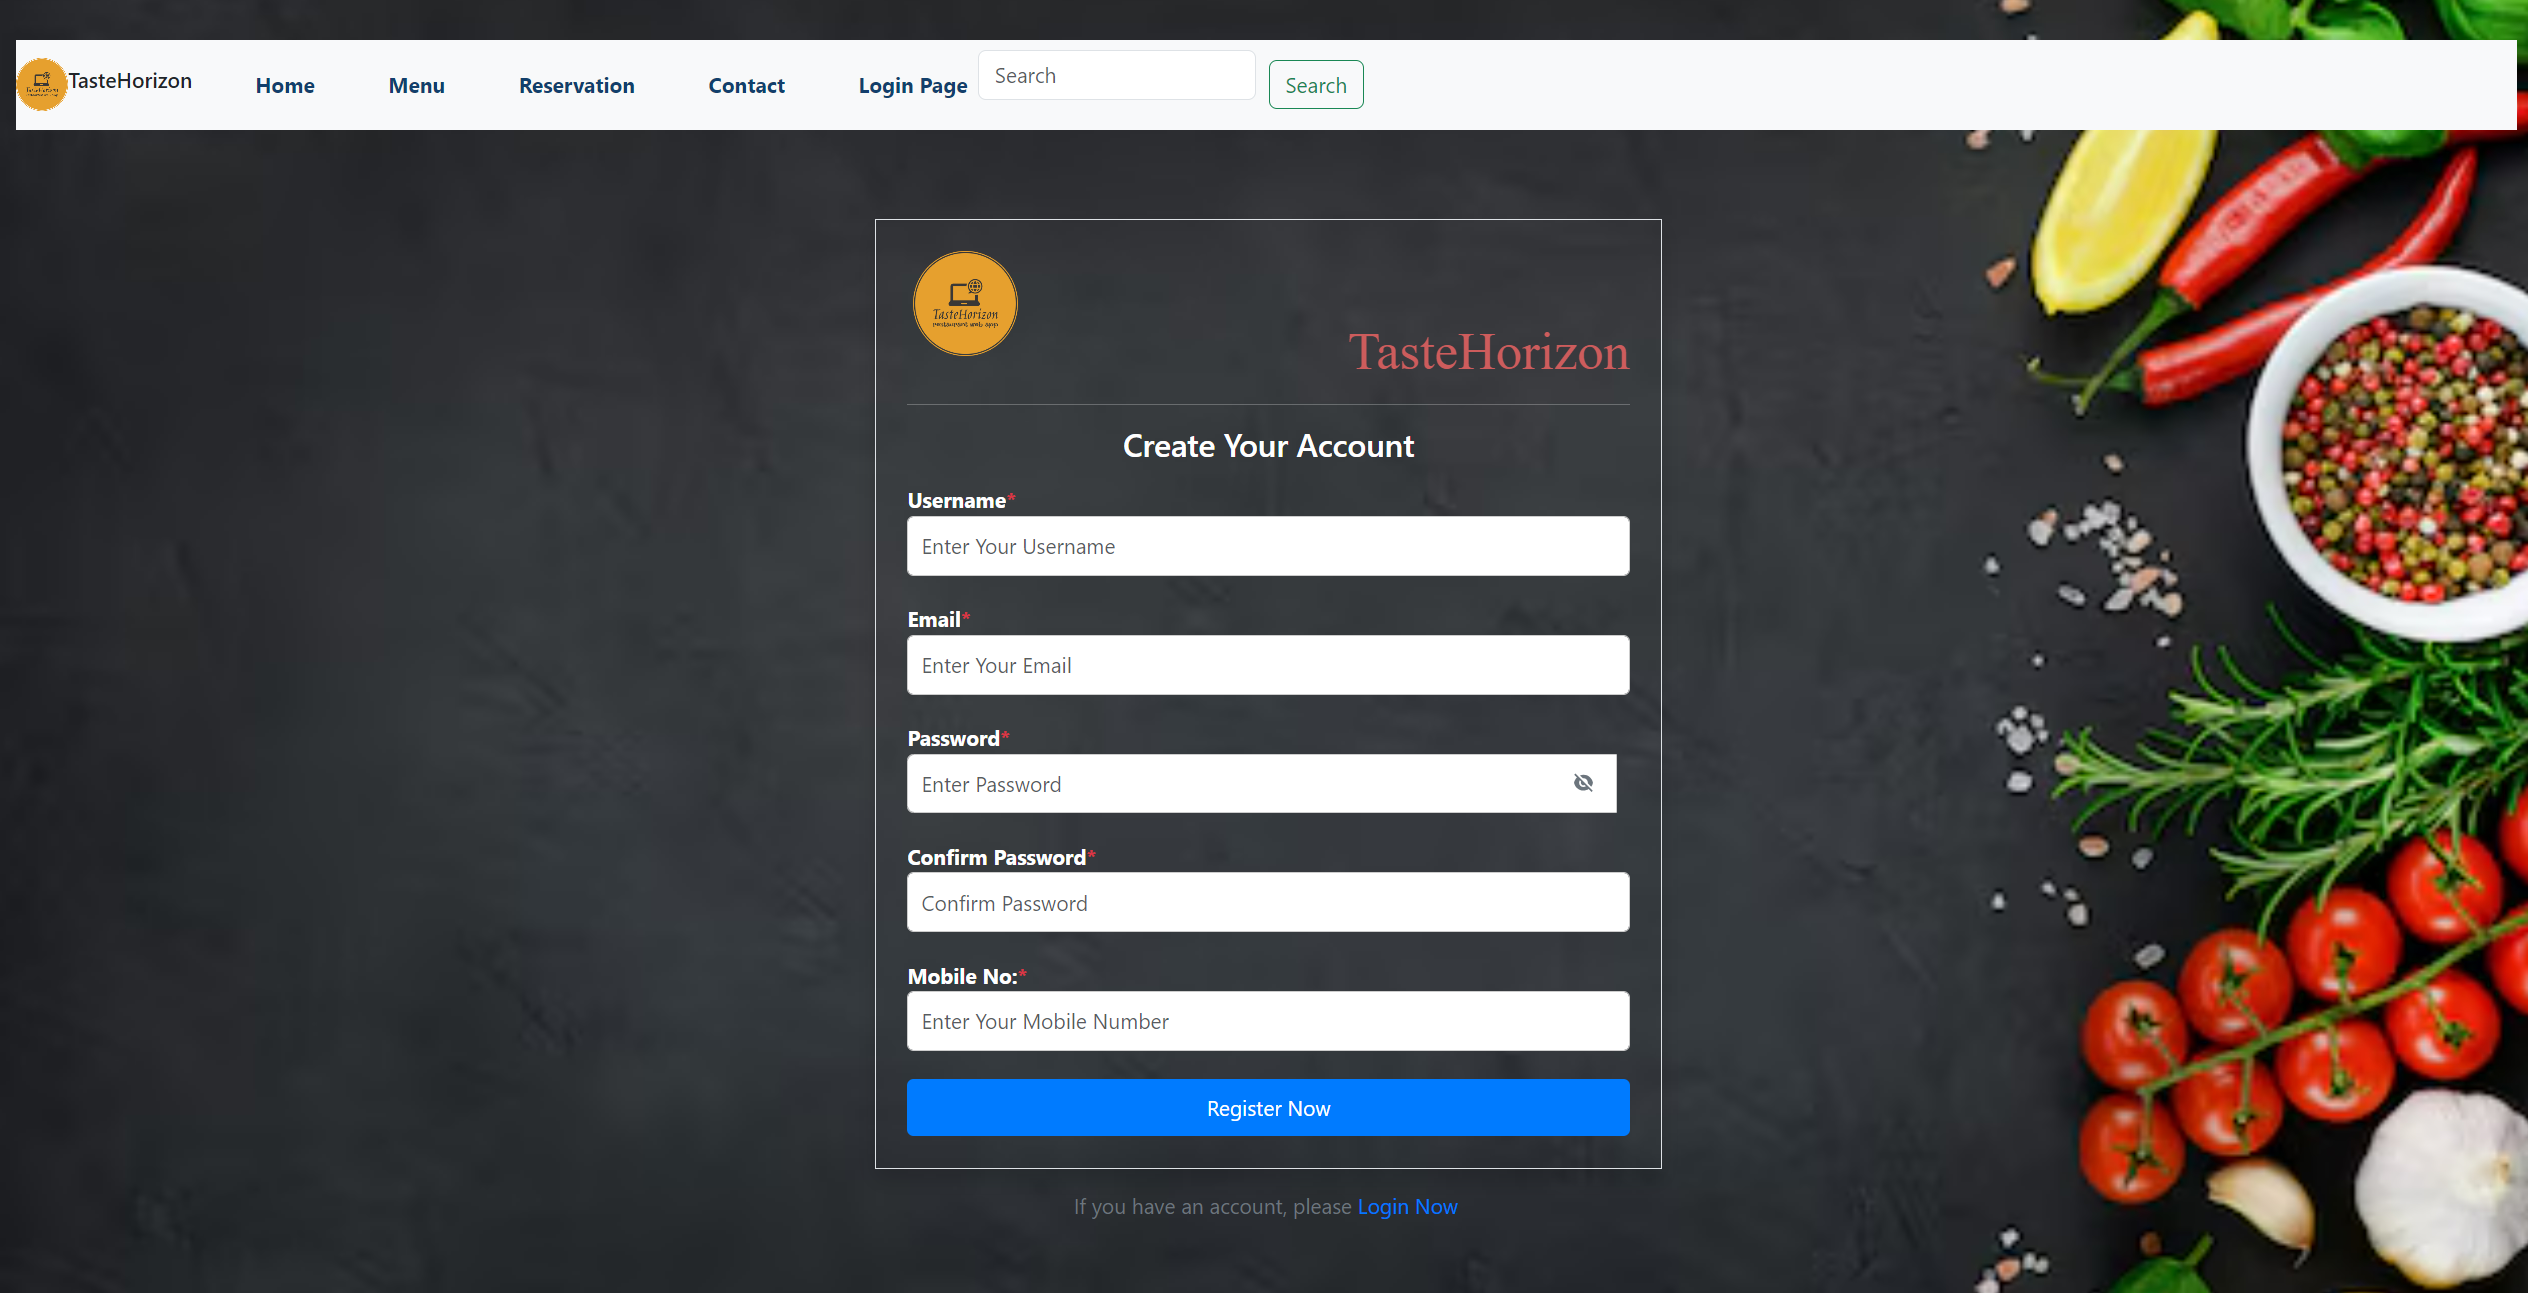 TasteHorizon Home Menu Reservation Contact Login Page Search Search
TasteHorizon
restaurant web app
TasteHorizon
Create Your Account
Username*
Enter Your Username
Email*
Enter Your Email
Password*
Enter Password
Confirm Password*
Confirm Password
Mobile No:*
Enter Your Mobile Number
Register Now
If you have an account, please Login Now